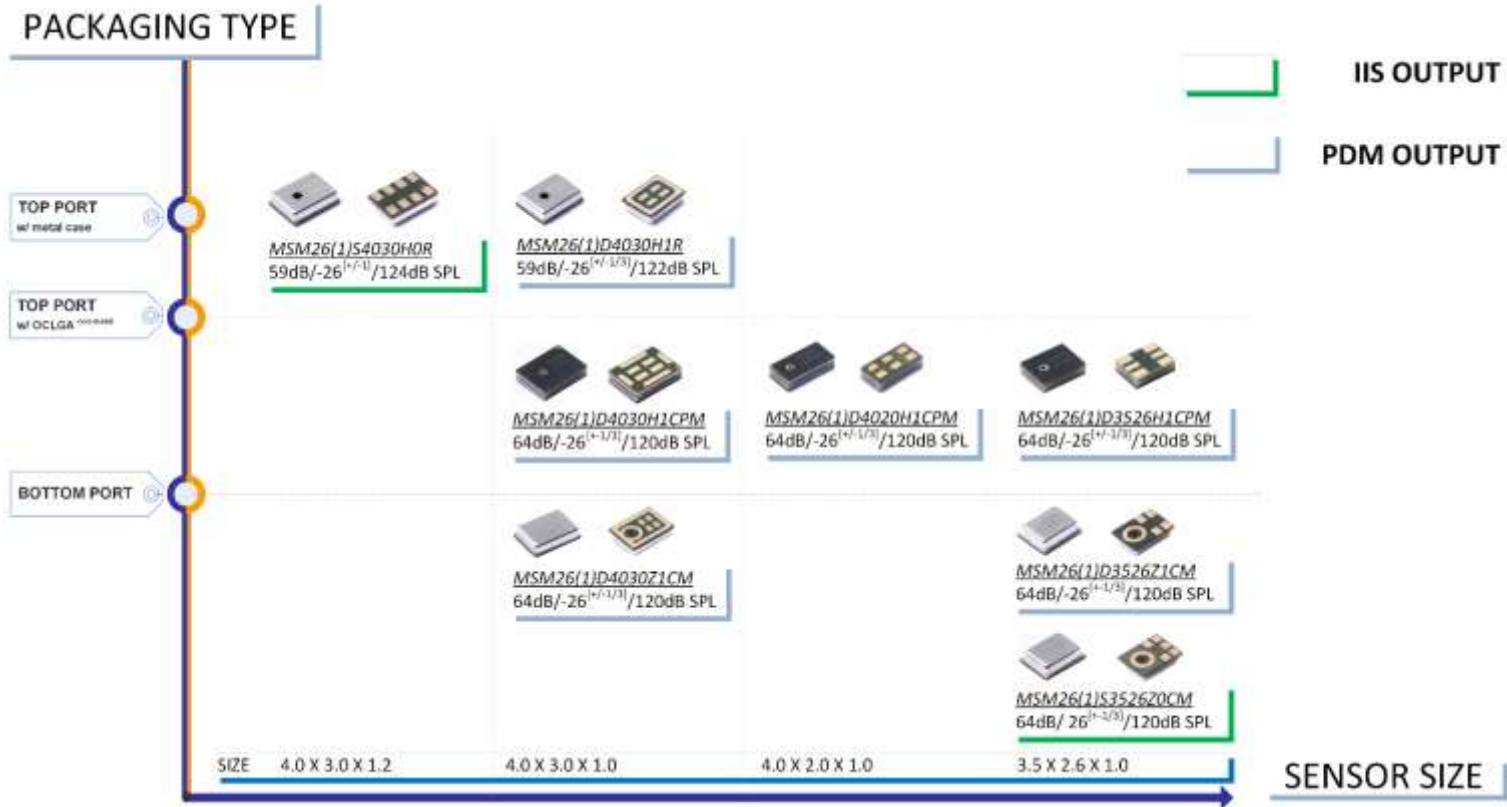 PACKAGING TYPE
IIS OUTPUT
PDM OUTPUT
TOP PORT
w/ metal case
MSM26(1)S4030H0R
59dB/-26(+/-1)/124dB SPL
MSM26(1)D4030H1R
59dB/-26(+/-1/3)/122dB SPL
TOP PORT
w/ OCLGA
MSM26(1)D4030H1CPM
64dB/-26(+-1/3)/120dB SPL
MSM26(1)D4020H1CPM
64dB/-26(+/-1/3)/120dB SPL
MSM26(1)D3526H1CPM
64dB/-26(+/-1/3)/120dB SPL
BOTTOM PORT
MSM26(1)D4030Z1CM
64dB/-26(+/-1/3)/120dB SPL
MSM26(1)D3526Z1CM
64dB/-26(+-1/3)/120dB SPL
MSM26(1)S3526Z0CM
64dB/ 26(+-1/3)/120dB SPL
SIZE 4.0 X 3.0 X 1.2 4.0 X 3.0 X 1.0 4.0 X 2.0 X 1.0 3.5 X 2.6 X 1.0
SENSOR SIZE